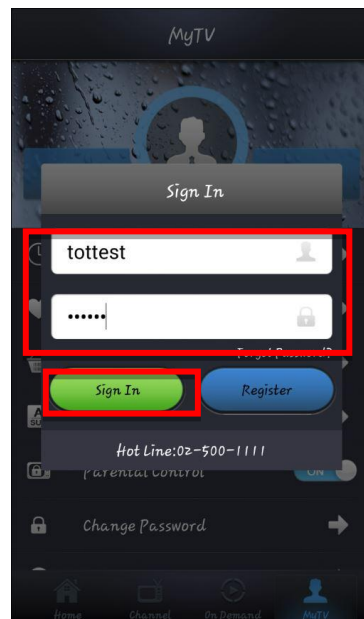 MyTV
Sign In
tottest
••••••
Forgot Password?
Sign In
Register
Hot Line:02-500-1111
Parental Control
ON
Change Password
Home
Channel
On Demand
MyTV